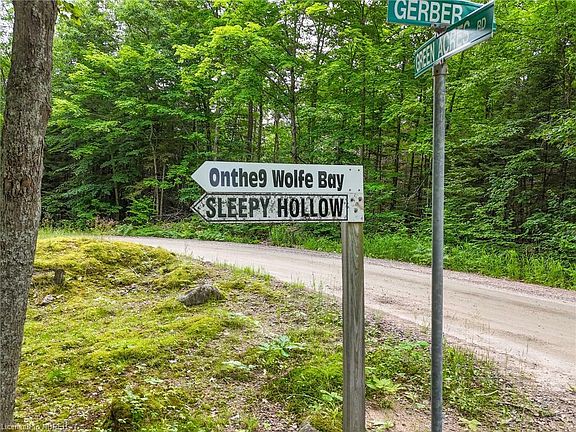 GERBER
GREEN ACRES RD
Onthe9 Wolfe Bay
SLEEPY HOLLOW